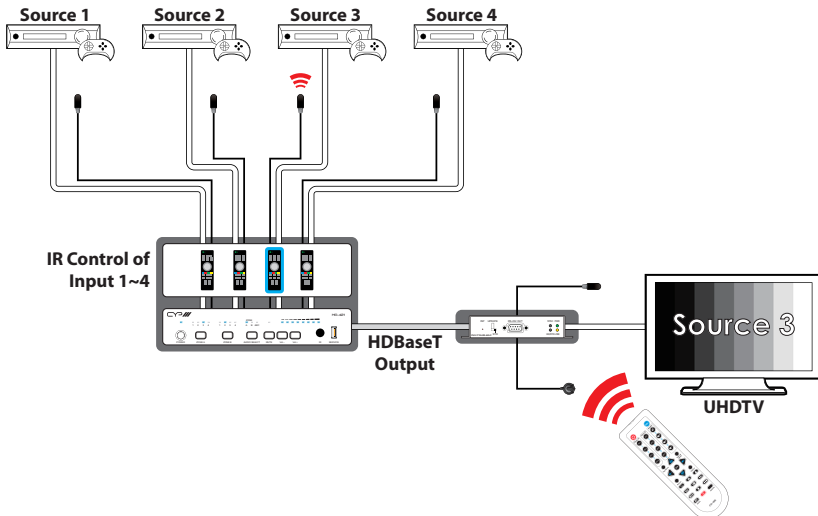 Source 1
Source 2
Source 3
Source 4
IR Control of
Input 1~4
CYP
HDBaseT
Output
Source 3
UHDTV